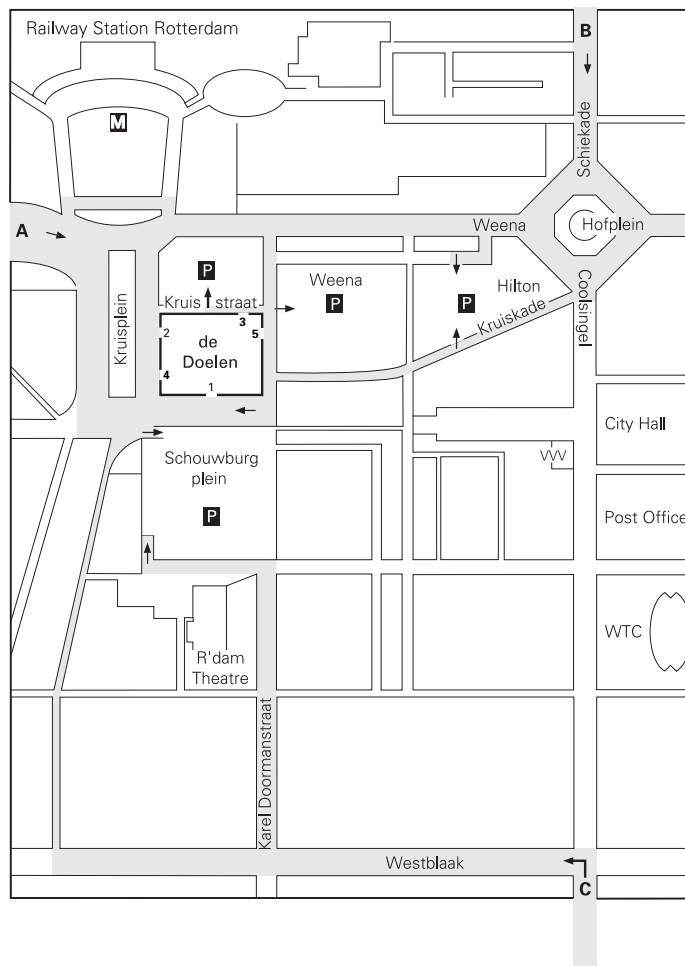 Railway Station Rotterdam
B
M
Schiekade
A
Weena
Hofplein
P
Weena
P
Hilton
P
Kruis straat
Kruiskade
Coolsingel
Kruisplein
3
2
5
de
Doelen
4
1
City Hall
VVV
Schouwburg
plein
P
Post Office
WTC
R'dam
Theatre
Karel Doormanstraat
Westblaak
C